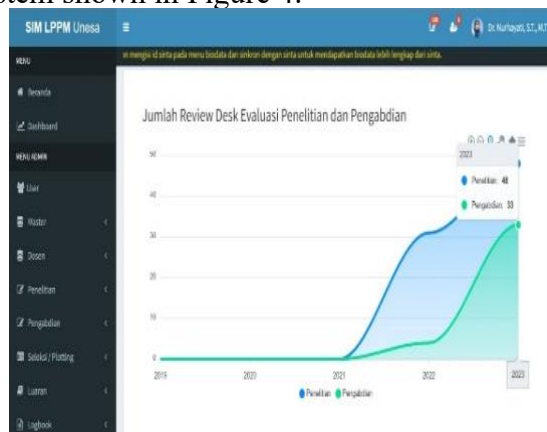 stem shown in Figure 4.
SIM LPPM Unesa
Dr. Nurhayati, S.T., M.T
MENU
an mengisi id sinta pada menu biodata dan sinkron dengan sinta untuk mendapatkan biodata lebih lengkap dari sinta.
Beranda
Dashboard
MENU ADMIN
User
Master
Dosen
Penelitian
Pengabdian
Seleksi / Plotting
Luaran
Logbook
Jumlah Review Desk Evaluasi Penelitian dan Pengabdian
2023
Penelitian: 48
Pengabdian: 33
50
40
30
20
10
0
2019
2020
2021
2022
2023
Penelitian
Pengabdian